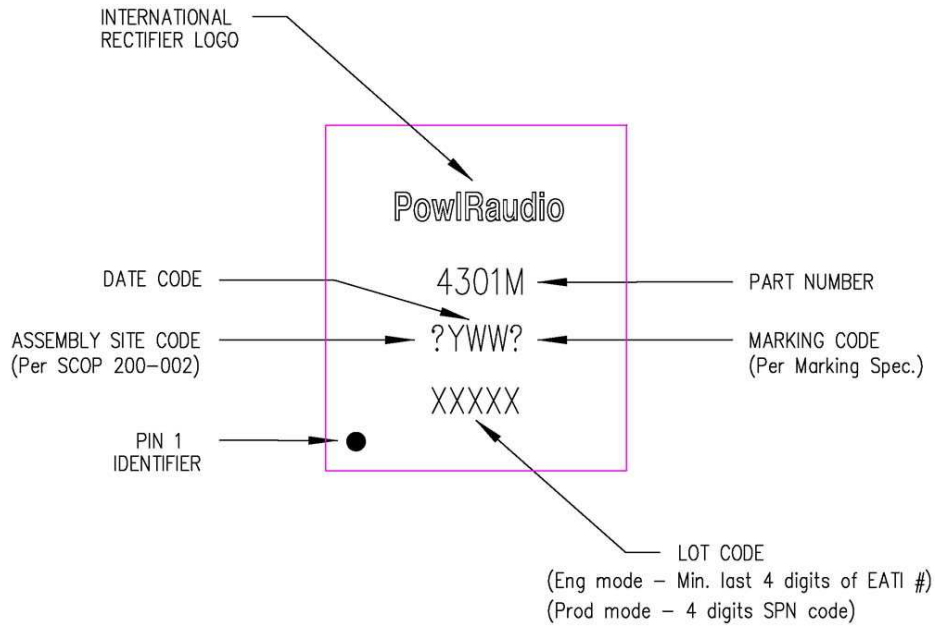 INTERNATIONAL
RECTIFIER LOGO
PowIRaudio
DATE CODE
4301M
PART NUMBER
ASSEMBLY SITE CODE
(Per SCOP 200-002)
?YWW?
MARKING CODE
(Per Marking Spec.)
XXXXX
PIN 1
IDENTIFIER
LOT CODE
(Eng mode - Min. last 4 digits of EATI #)
(Prod mode - 4 digits SPN code)